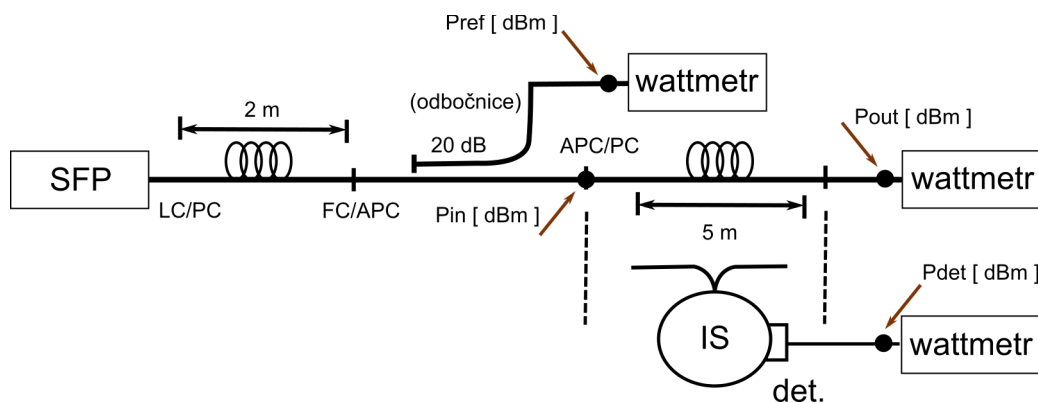 Pref [ dBm ]
wattmetr
(odbočnice)
2 m
20 dB
APC/PC
Pout [ dBm ]
SFP
wattmetr
LC/PC
FC/APC
Pin [ dBm ]
5 m
Pdet [ dBm ]
IS
wattmetr
det.